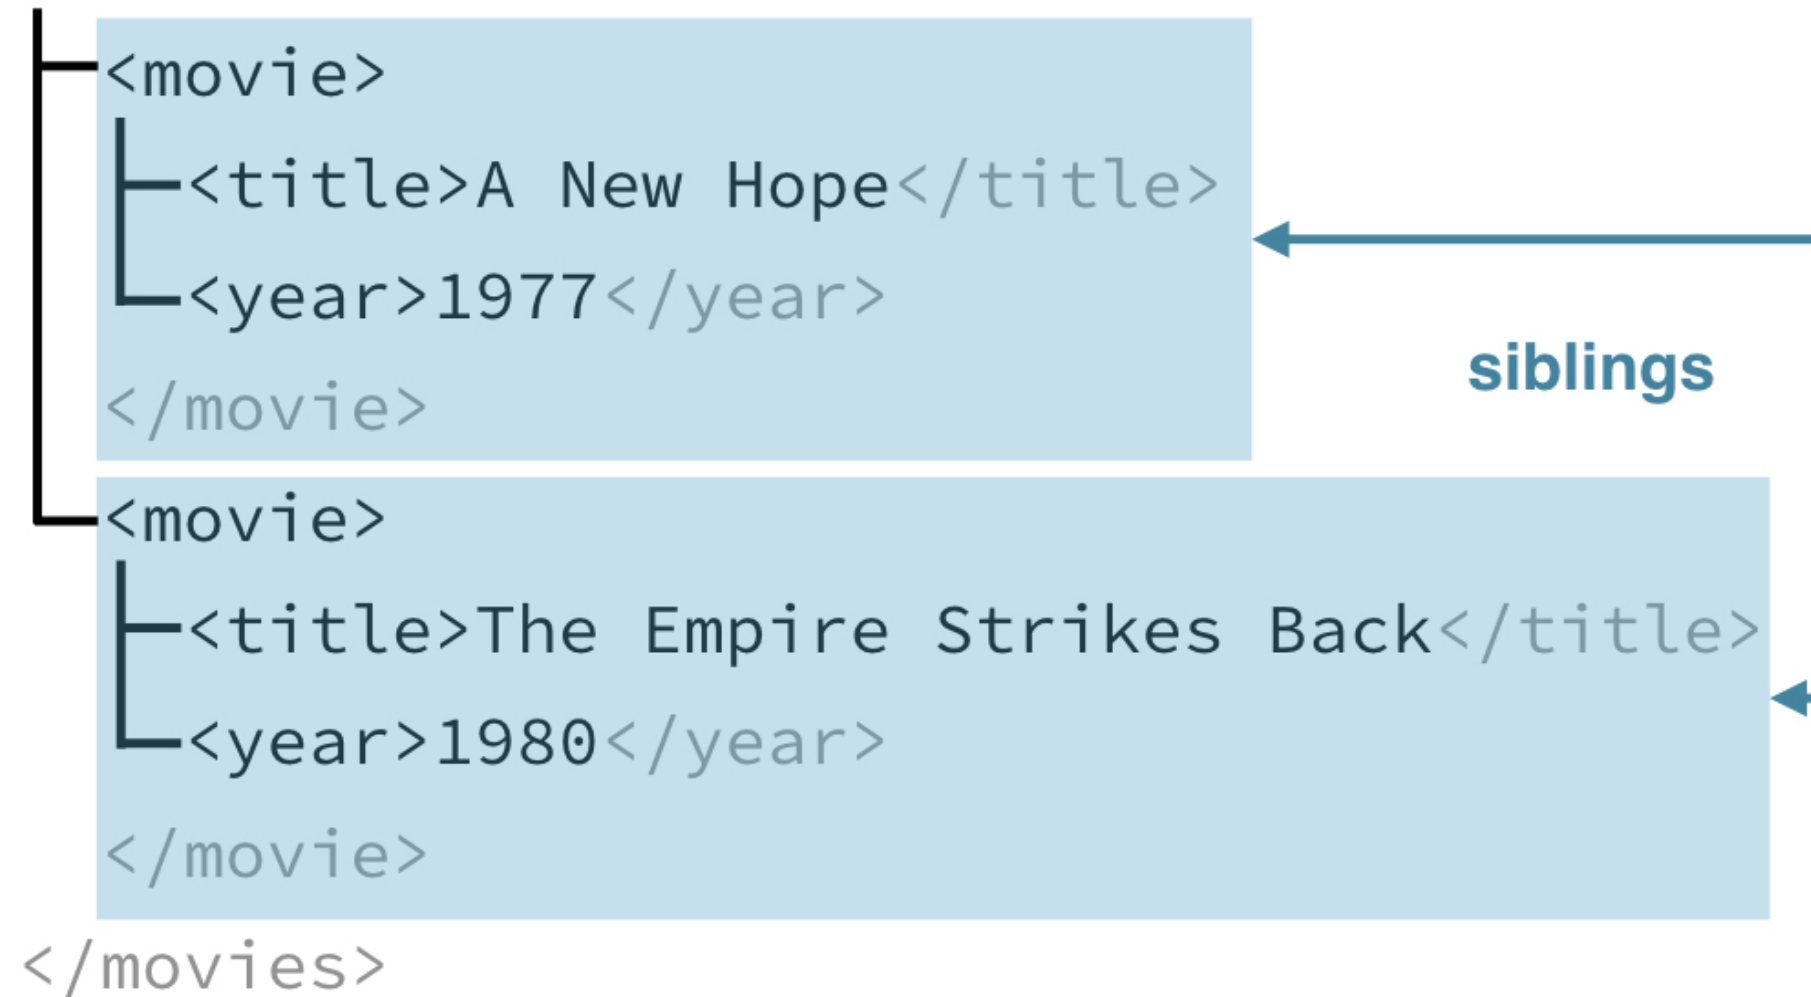 <movie>
<title>A New Hope</title>
<year>1977</year>
siblings
</movie>
<movie>
<title>The Empire Strikes Back</title>
<year>1980</year>
</movie>
</movies>